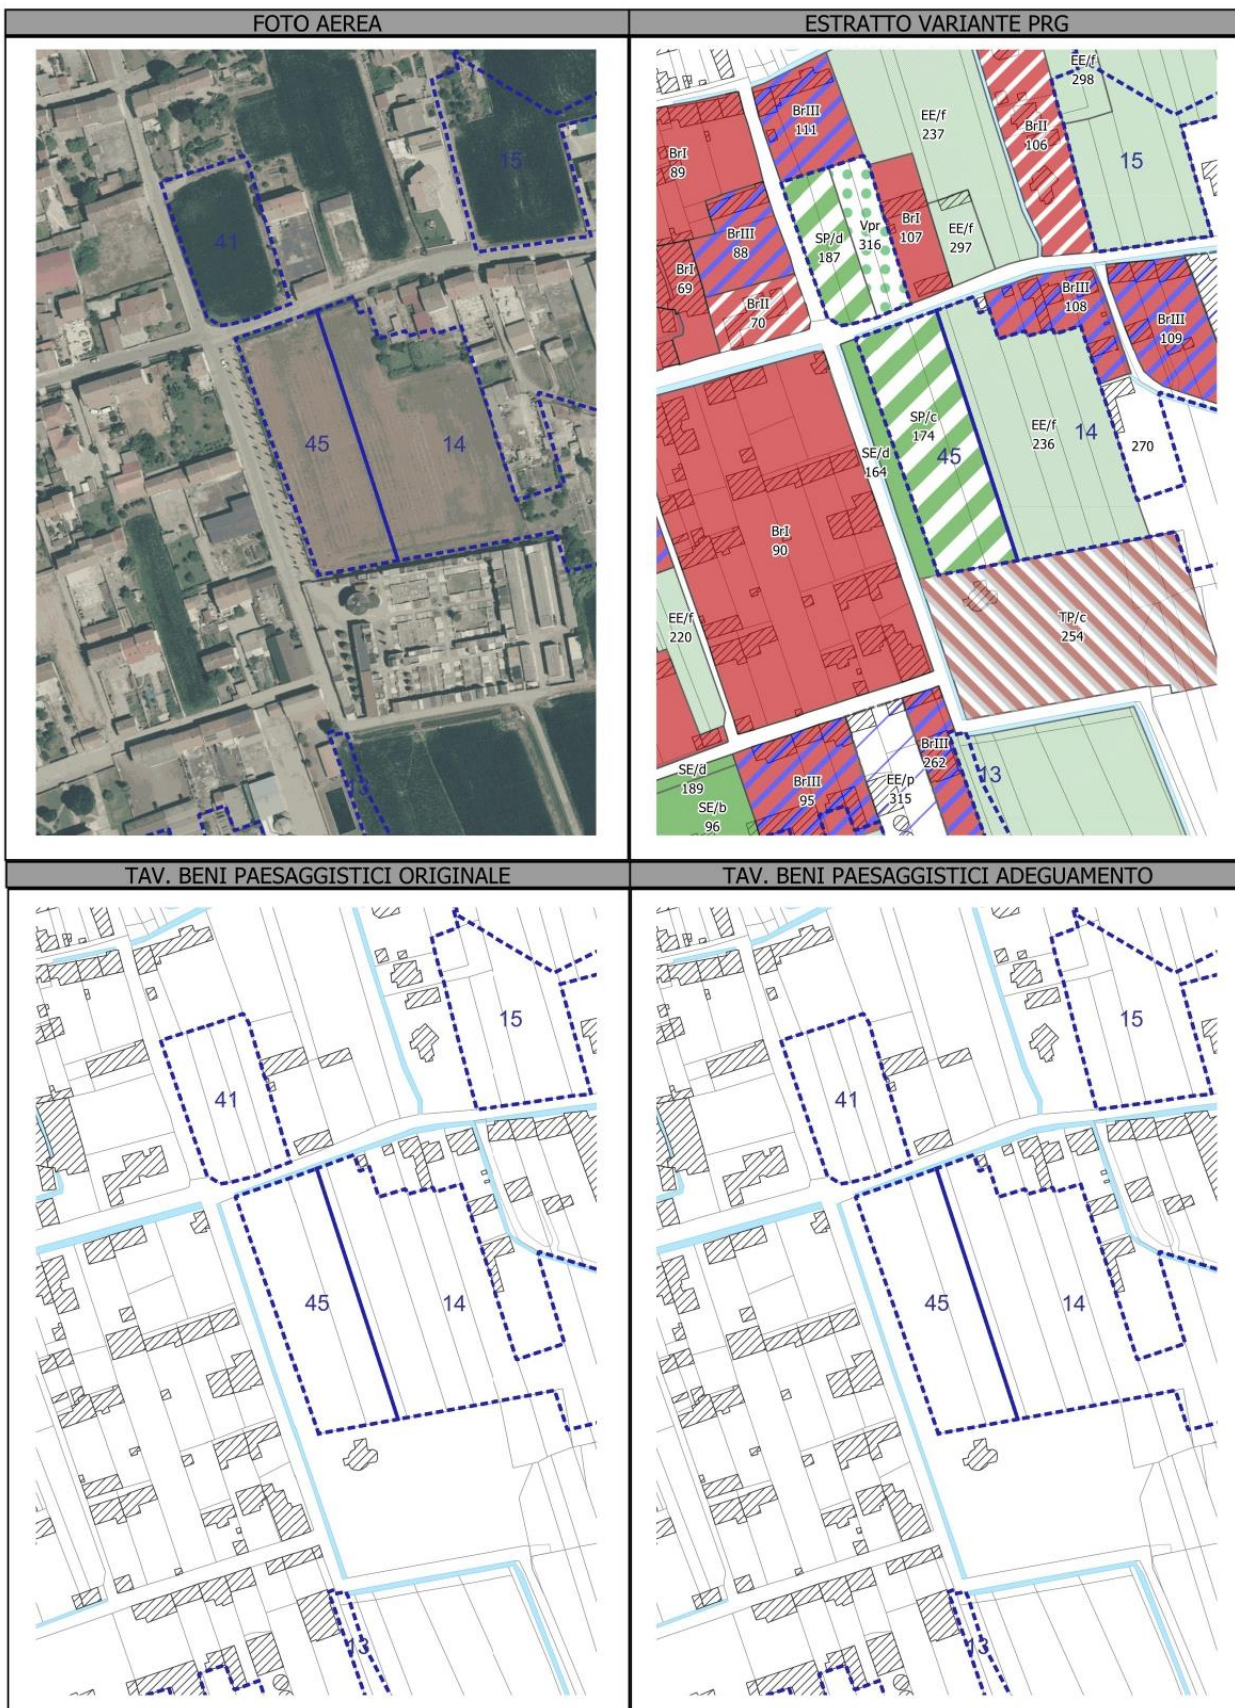 FOTO AEREA
ESTRATTO VARIANTE PRG
15
41
45
14
13
EE/f
298
BrIII
111
EE/f
237
BrII
106
BrI
89
15
Vpr
316
BrI
107
SP/d
187
BrIII
88
EE/f
297
BrI
69
BrII
70
BrIII
108
BrIII
109
SP/c
174
EE/f
236
14
270
45
SE/d
164
BrI
90
EE/f
220
TP/c
254
BrIII
262
SE/d
189
EE/p
315
13
BrIII
95
SE/b
96
TAV. BENI PAESAGGISTICI ORIGINALE
TAV. BENI PAESAGGISTICI ADEGUAMENTO
15
41
45
14
13
15
41
45
14
13